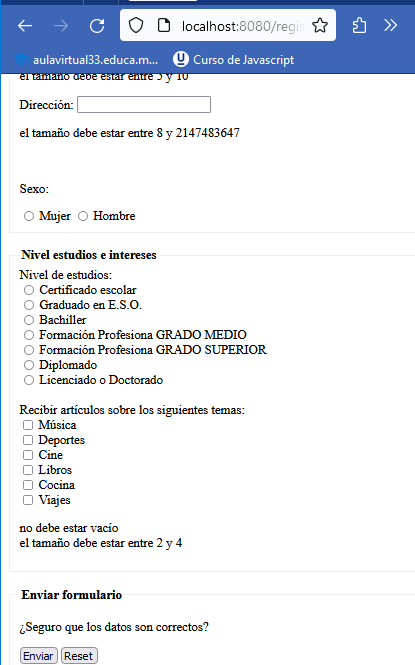 localhost:8080/regis
aulavirtual33.educa.m...
Curso de Javascript
el tamaño debe estar entre 5 y 10
Dirección:
el tamaño debe estar entre 8 y 2147483647
Sexo:
Mujer Hombre
Nivel estudios e intereses
Nivel de estudios:
Certificado escolar
Graduado en E.S.O.
Bachiller
Formación Profesiona GRADO MEDIO
Formación Profesiona GRADO SUPERIOR
Diplomado
Licenciado o Doctorado
Recibir artículos sobre los siguientes temas:
Música
Deportes
Cine
Libros
Cocina
Viajes
no debe estar vacío
el tamaño debe estar entre 2 y 4
Enviar formulario
¿Seguro que los datos son correctos?
Enviar Reset